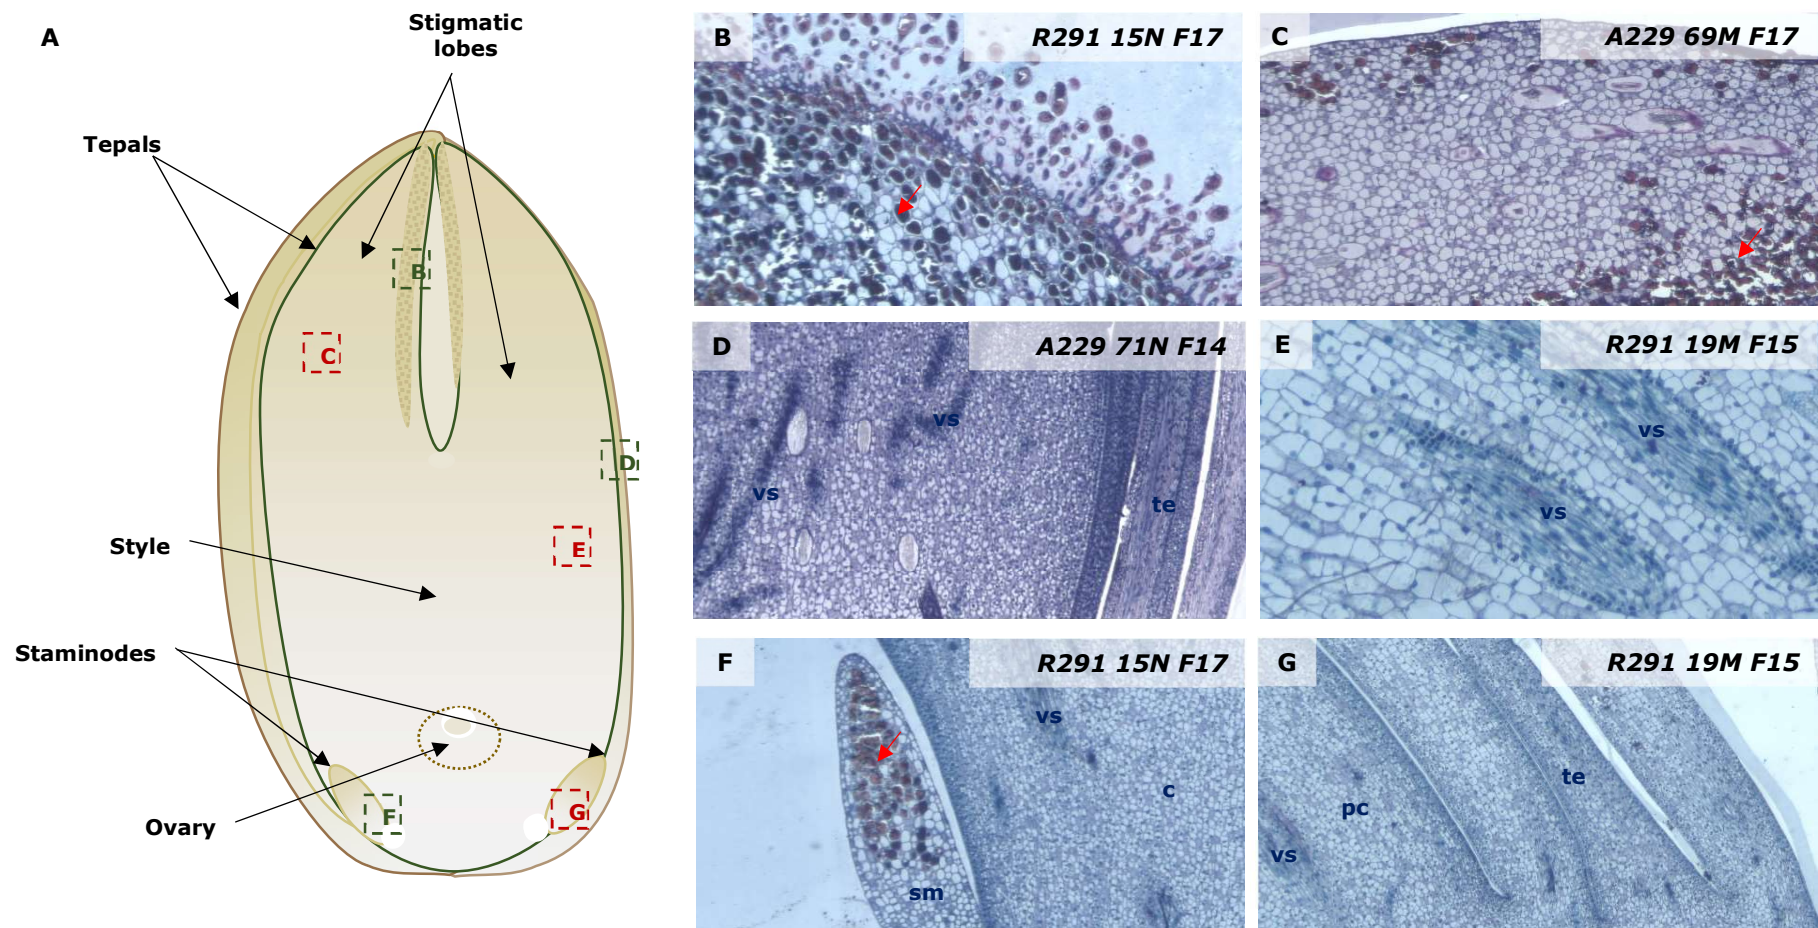 A
Stigmatic
lobes
Tepals
B
C
D
E
Style
Staminodes
F
G
Ovary
B
R291 15N F17
C
A229 69M F17
D
A229 71N F14
vs
vs
te
E
R291 19M F15
vs
vs
F
R291 15N F17
vs
c
sm
G
R291 19M F15
te
pc
vs